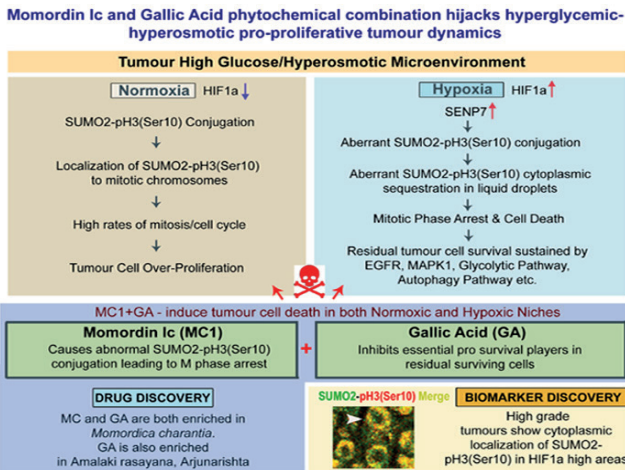 Momordin Ic and Gallic Acid phytochemical combination hijacks hyperglycemic-
hyperosmotic pro-proliferative tumour dynamics
Tumour High Glucose/Hyperosmotic Microenvironment
Normoxia HIF1a↓
SUMO2-pH3(Ser10) Conjugation
↓
Localization of SUMO2-pH3(Ser10)
to mitotic chromosomes
↓
High rates of mitosis/cell cycle
↓
Tumour Cell Over-Proliferation
Hypoxia HIF1a↑
SENP7↑
↓
Aberrant SUMO2-pH3(Ser10) conjugation
↓
Aberrant SUMO2-pH3(Ser10) cytoplasmic
sequestration in liquid droplets
↓
Mitotic Phase Arrest & Cell Death
↓
Residual tumour cell survival sustained by
EGFR, MAPK1, Glycolytic Pathway,
Autophagy Pathway etc.
MC1+GA - induce tumour cell death in both Normoxic and Hypoxic Niches
Momordin Ic (MC1)
Causes abnormal SUMO2-pH3(Ser10)
conjugation leading to M phase arrest
+
Gallic Acid (GA)
Inhibits essential pro survival players in
residual surviving cells
DRUG DISCOVERY
MC and GA are both enriched in
Momordica charantia.
GA is also enriched
in Amalaki rasayana, Arjunarishta
SUMO2-pH3(Ser10) Merge
BIOMARKER DISCOVERY
High grade
tumours show cytoplasmic
localization of SUMO2-
pH3(Ser10) in HIF1a high areas